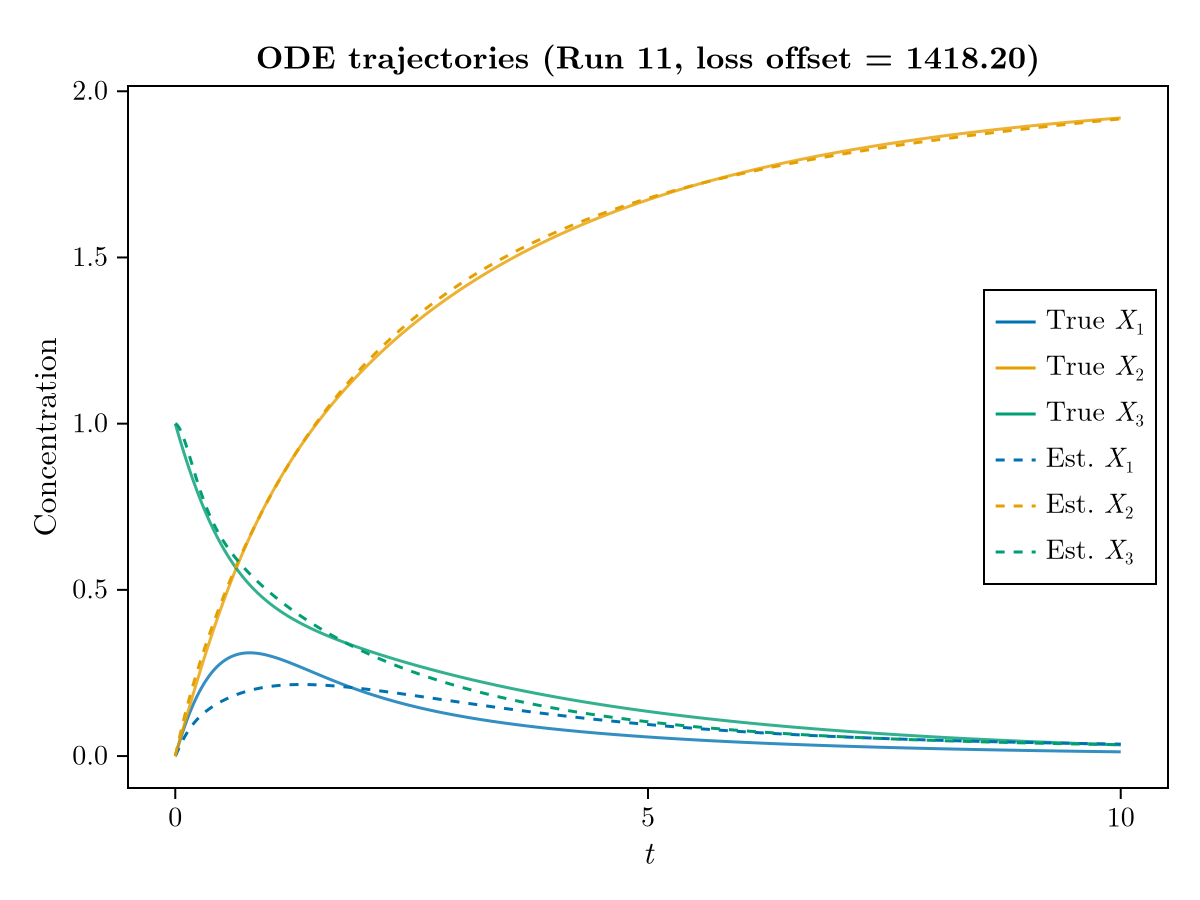 ODE trajectories (Run 11, loss offset = 1418.20)
2.0
1.5
1.0
0.5
0.0
Concentration
0
5
10
t
True X₁
True X₂
True X₃
Est. X₁
Est. X₂
Est. X₃